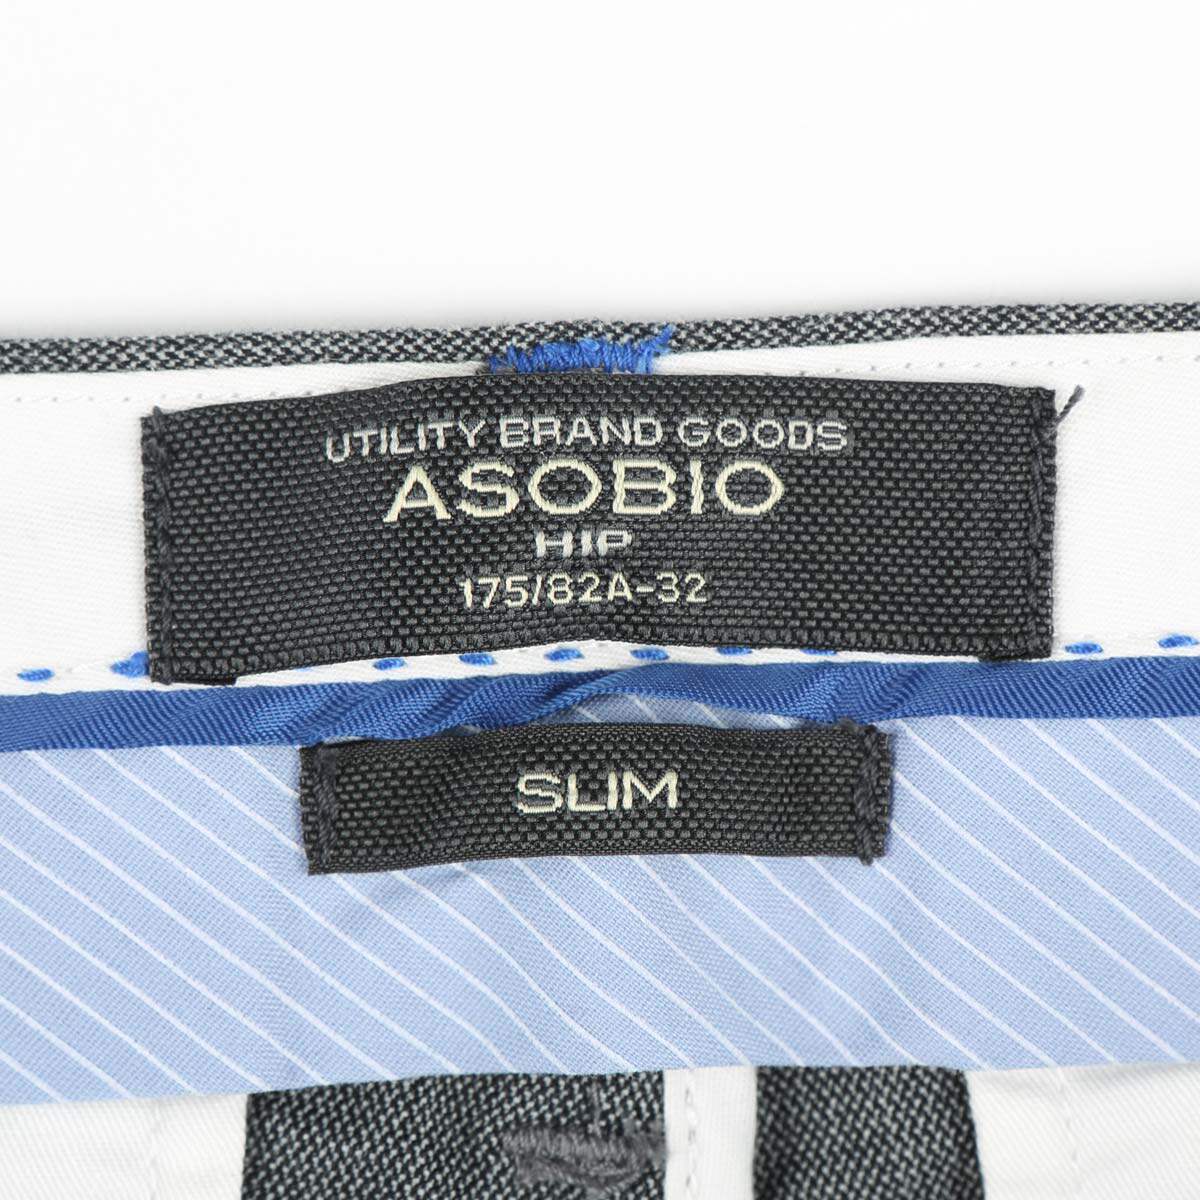 UTILITY BRAND GOODS
ASOBIO
HIP
175/82A-32
SLIM